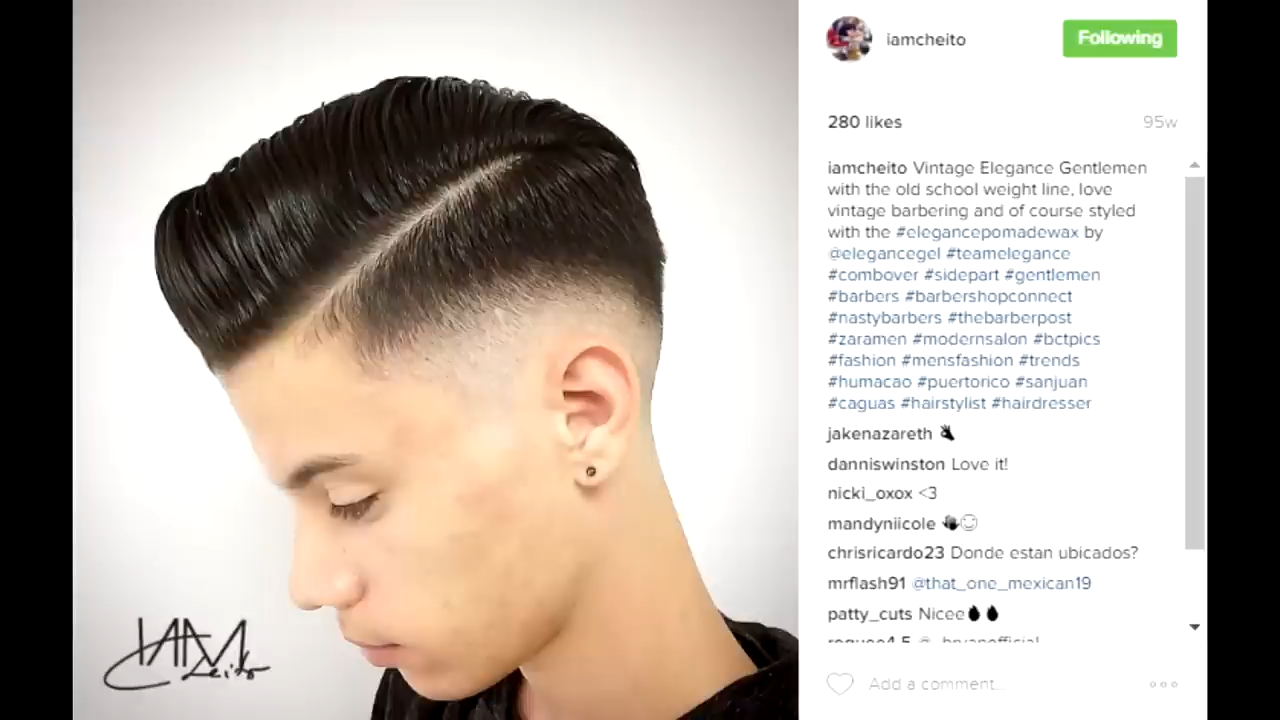 iamcheito
Following
280 likes
95w
iamcheito Vintage Elegance Gentlemen
with the old school weight line, love
vintage barbering and of course styled
with the #elegancepomadewax by
@elegancegel #teamelegance
#combover #sidepart #gentlemen
#barbers #barbershopconnect
#nastybarbers #thebarberpost
#zaramen #modernsalon #bctpics
#fashion #mensfashion #trends
#humacao #puertorico #sanjuan
#caguas #hairstylist #hairdresser
jakenazareth
danniswinston Love it!
nicki_oxox <3
mandyniicole
chrisricardo23 Donde estan ubicados?
mrflash91 @that_one_mexican19
patty_cuts Nicee
Add a comment...
IAM